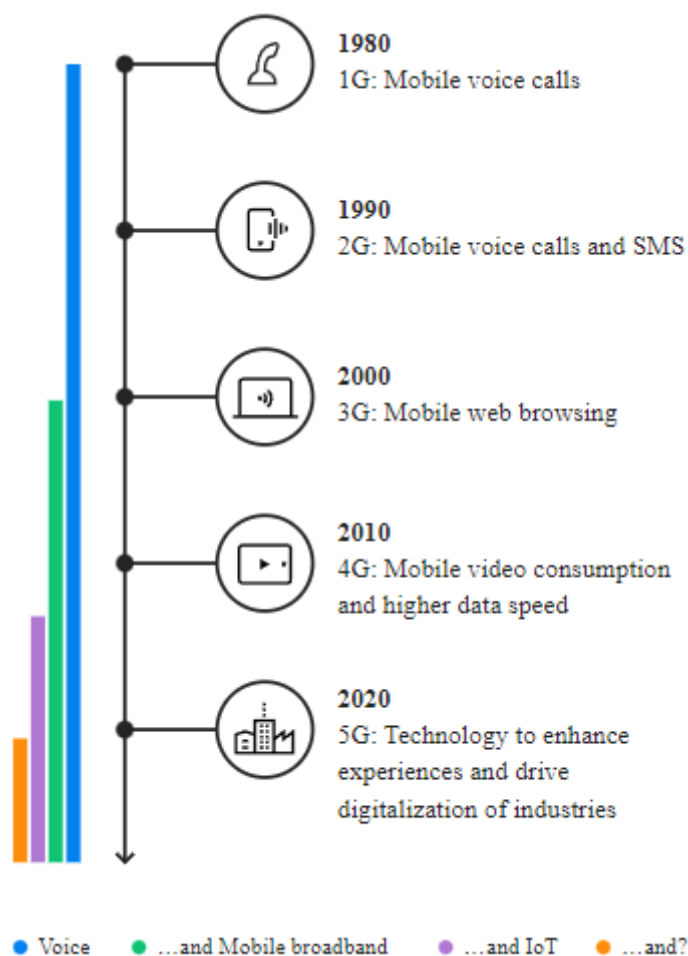 1980
1G: Mobile voice calls
1990
2G: Mobile voice calls and SMS
2000
3G: Mobile web browsing
2010
4G: Mobile video consumption
and higher data speed
2020
5G: Technology to enhance
experiences and drive
digitalization of industries
Voice …and Mobile broadband …and IoT …and?